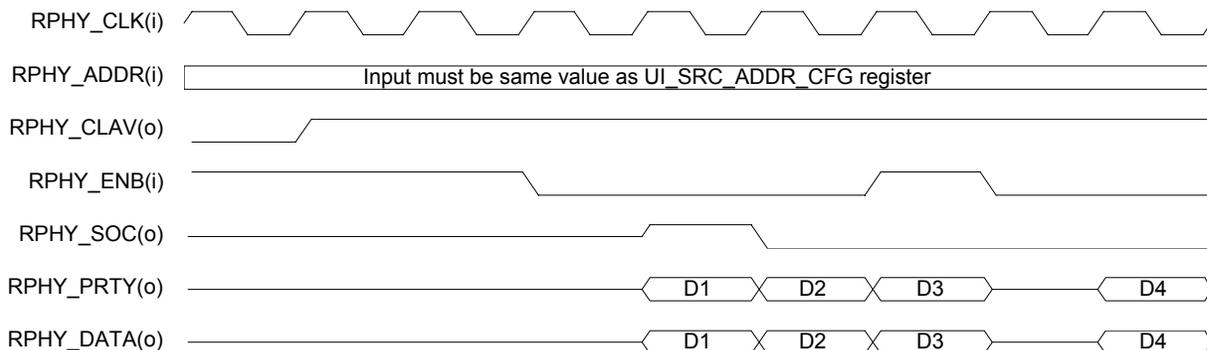 RPHY_CLK(i)
RPHY_ADDR(i) Input must be same value as UI_SRC_ADDR_CFG register
RPHY_CLAV(o)
RPHY_ENB(i)
RPHY_SOC(o)
RPHY_PRTY(o) D1 D2 D3 D4
RPHY_DATA(o) D1 D2 D3 D4